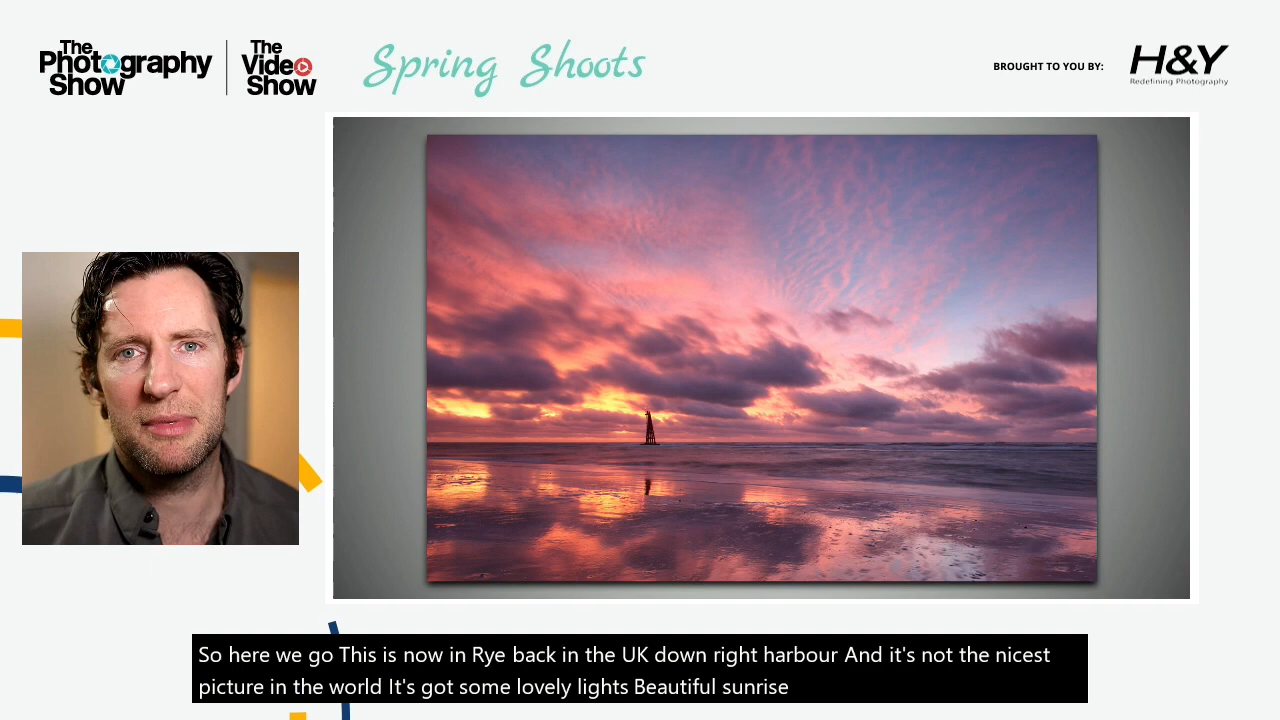 The
Photography
Show
The
Video
Show
Spring Shoots
BROUGHT TO YOU BY:
H&Y
Redefining Photography
So here we go This is now in Rye back in the UK down right harbour And it's not the nicest
picture in the world It's got some lovely lights Beautiful sunrise